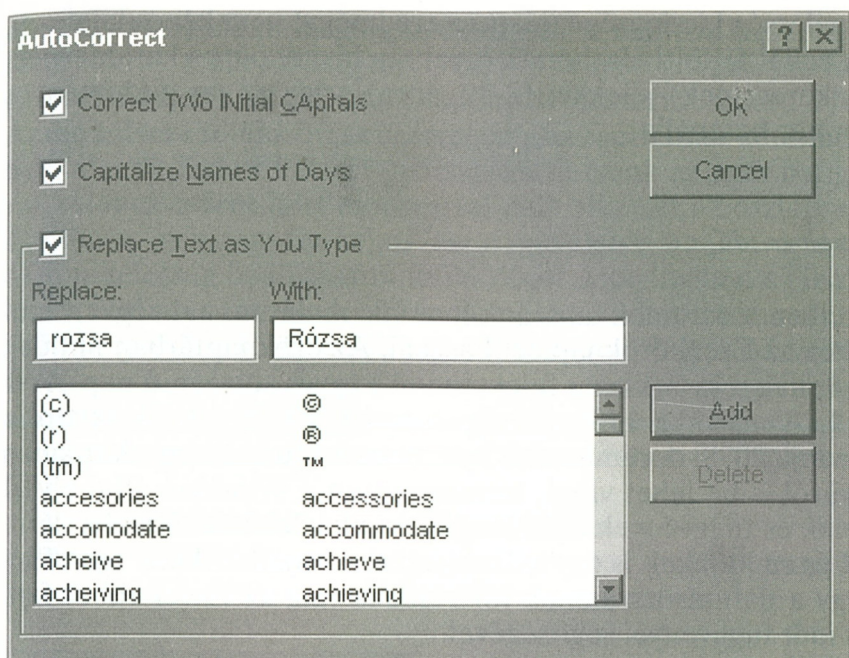 AutoCorrect
Correct TWo INitial CApitals
OK
Capitalize Names of Days
Cancel
Replace Text as You Type
Replace: With:
rozsa Rózsa
(c) ©
(r) ®
(tm) ™
Add
accesories accessories
Delete
accomodate accommodate
acheive achieve
acheiving achieving